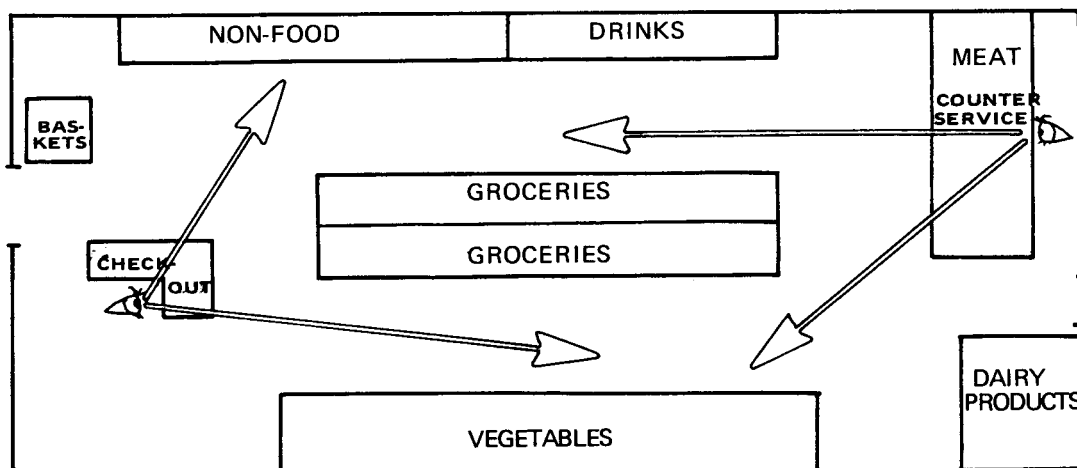 NON-FOOD
DRINKS
MEAT
COUNTER
SERVICE
BAS-
KETS
GROCERIES
GROCERIES
CHECK-
OUT
DAIRY
PRODUCTS
VEGETABLES